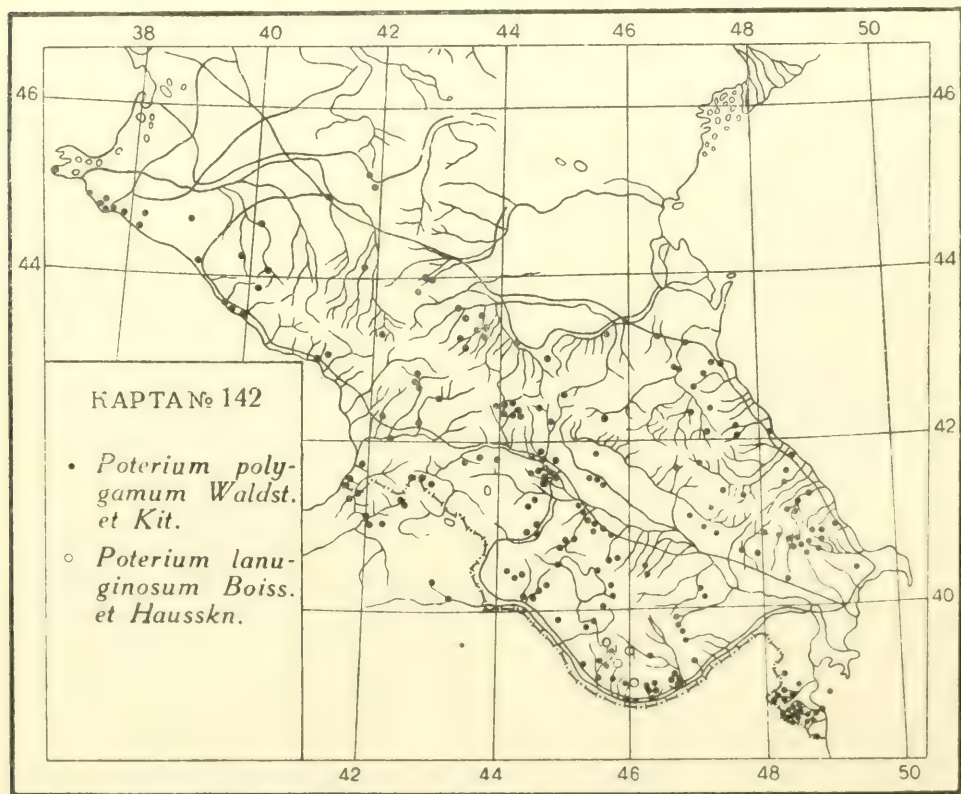 38 40 42 44 46 48 50
46 46
44 44
КАРТА № 142
42
• Poterium poly-
gamum Waldst.
et Kit.
○ Poterium lanu-
ginosum Boiss.
et Hausskn.
40
42 44 46 48 50